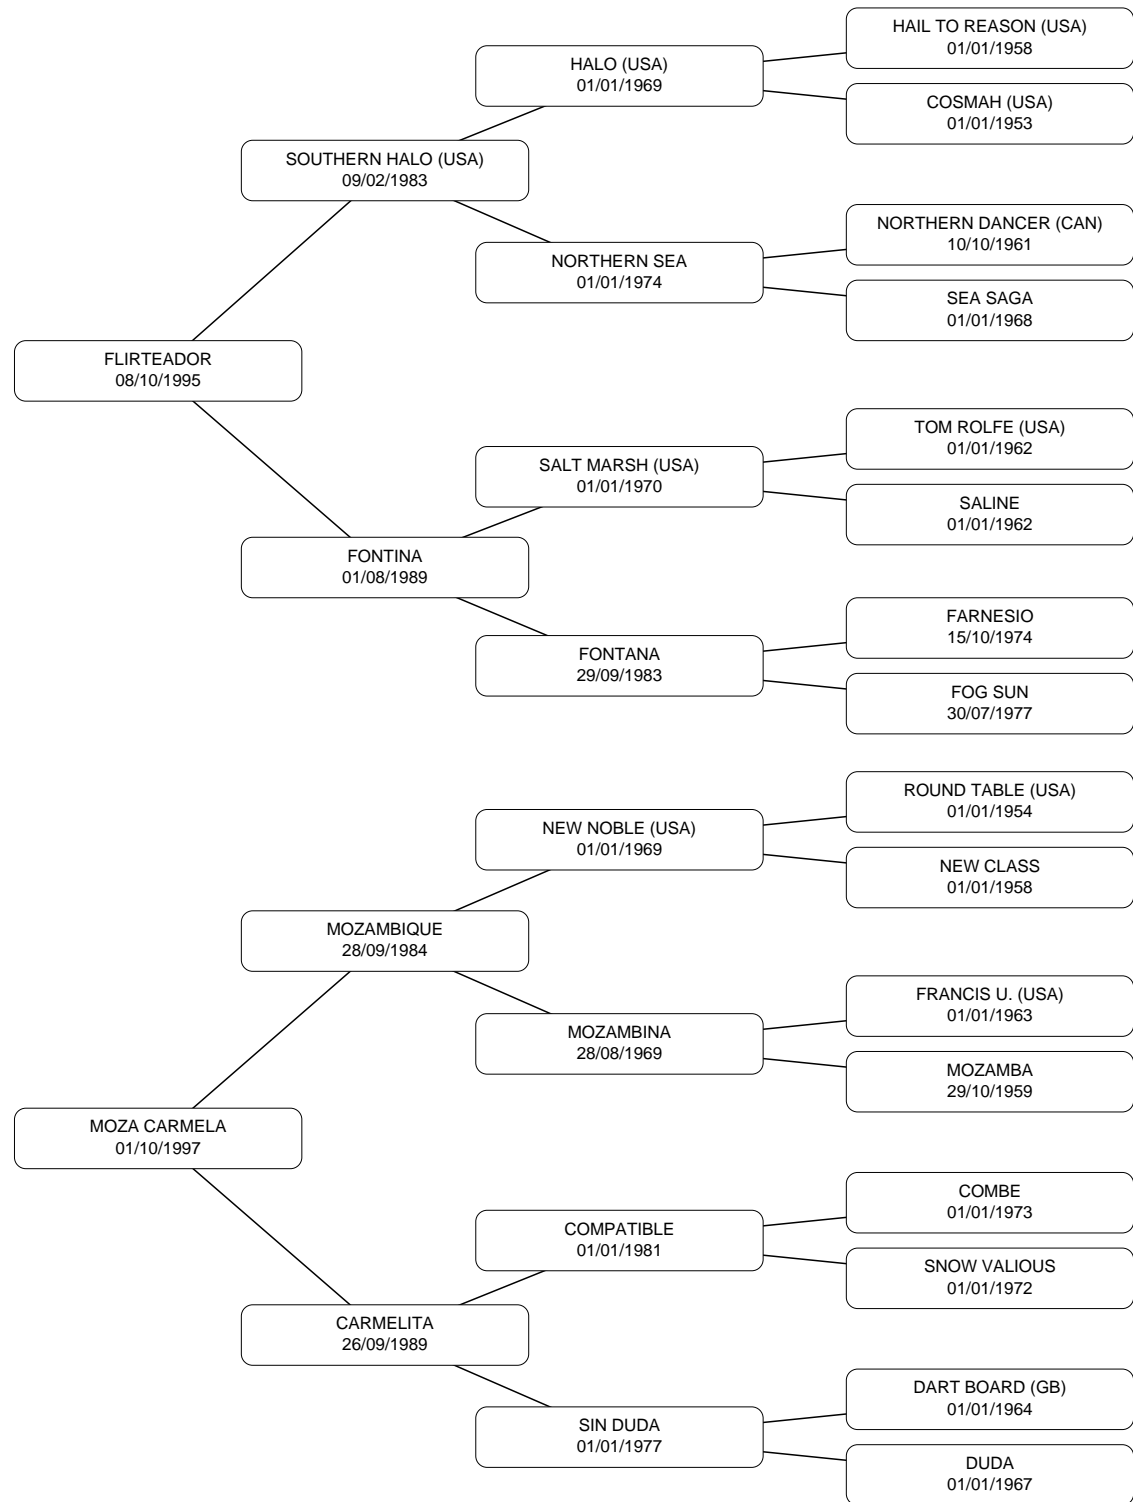 HAIL TO REASON (USA)
01/01/1958
HALO (USA)
01/01/1969
COSMAH (USA)
01/01/1953
SOUTHERN HALO (USA)
09/02/1983
NORTHERN DANCER (CAN)
10/10/1961
NORTHERN SEA
01/01/1974
SEA SAGA
01/01/1968
FLIRTEADOR
08/10/1995
TOM ROLFE (USA)
01/01/1962
SALT MARSH (USA)
01/01/1970
SALINE
01/01/1962
FONTINA
01/08/1989
FARNESIO
15/10/1974
FONTANA
29/09/1983
FOG SUN
30/07/1977
ROUND TABLE (USA)
01/01/1954
NEW NOBLE (USA)
01/01/1969
NEW CLASS
01/01/1958
MOZAMBIQUE
28/09/1984
FRANCIS U. (USA)
01/01/1963
MOZAMBINA
28/08/1969
MOZAMBA
29/10/1959
MOZA CARMELA
01/10/1997
COMBE
01/01/1973
COMPATIBLE
01/01/1981
SNOW VALIOUS
01/01/1972
CARMELITA
26/09/1989
DART BOARD (GB)
01/01/1964
SIN DUDA
01/01/1977
DUDA
01/01/1967